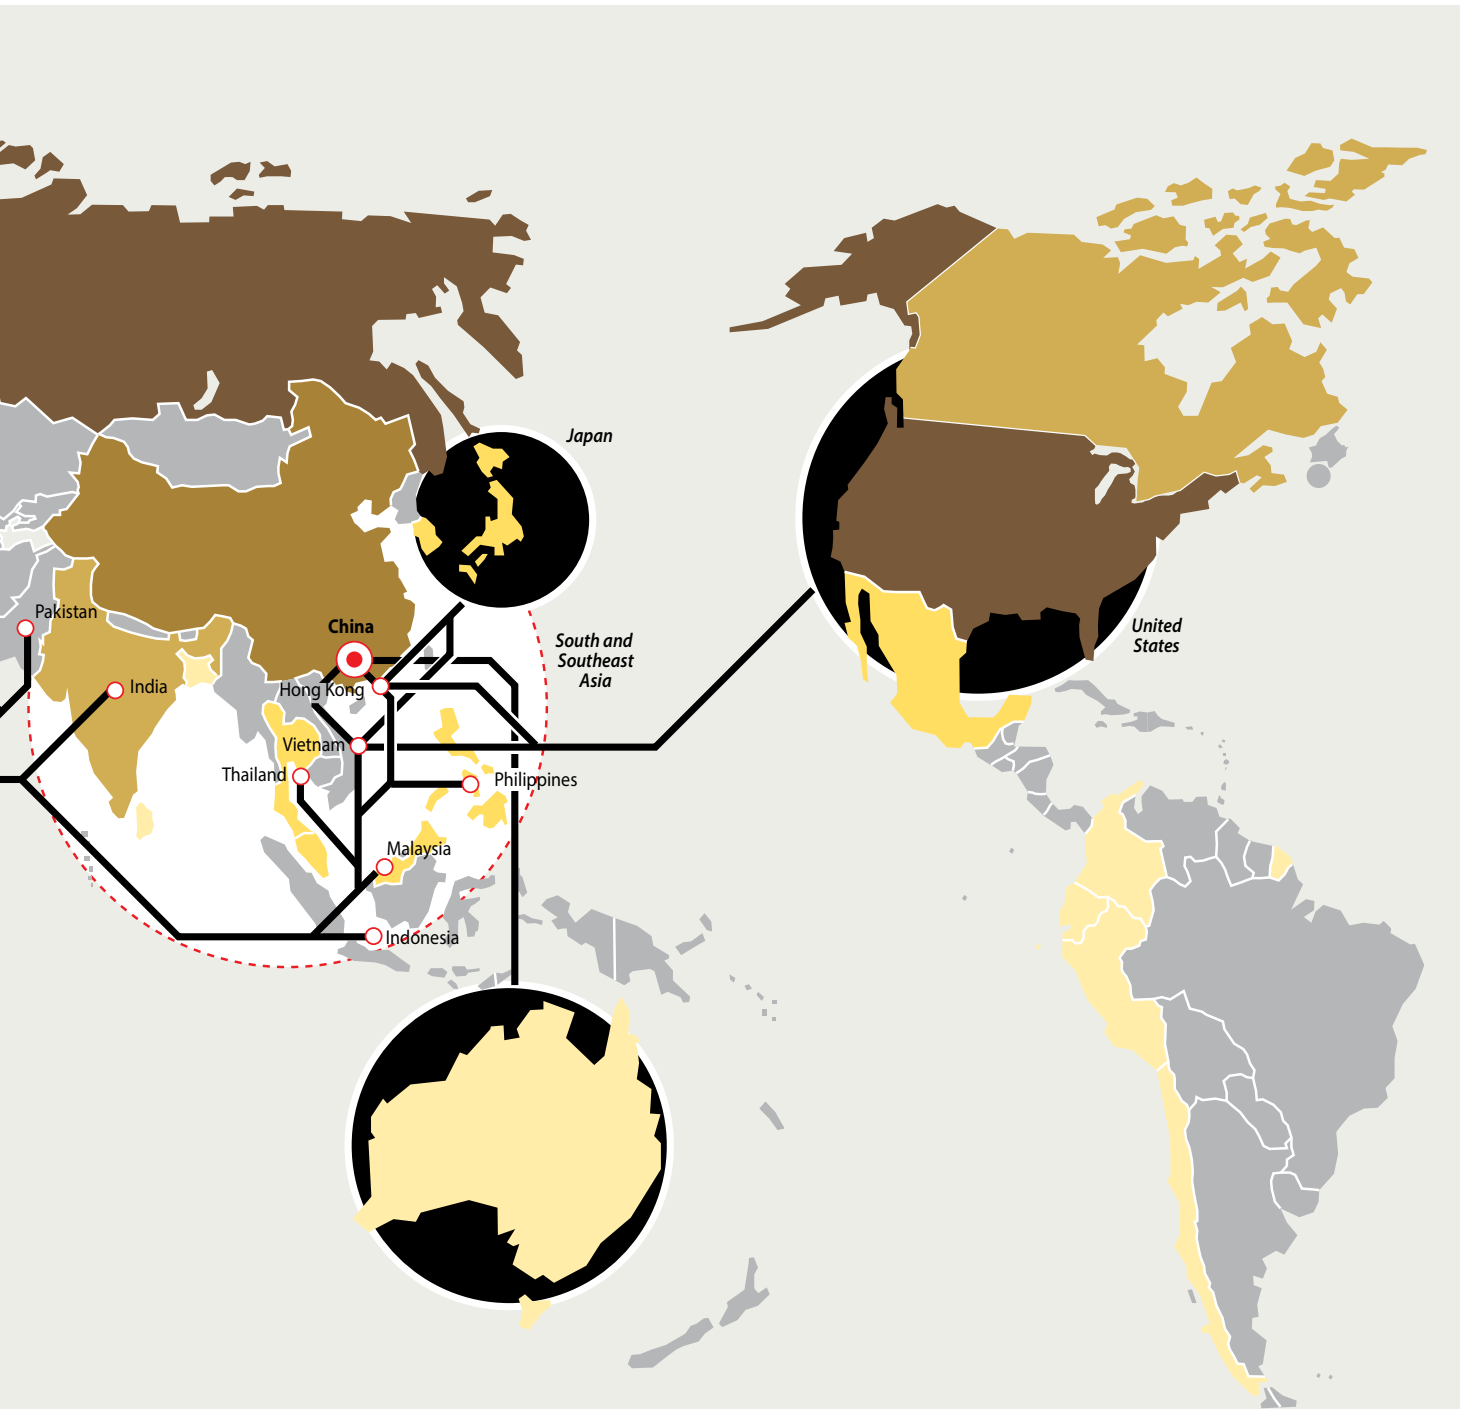 Japan
Pakistan
China
South and
Southeast
Asia
United
States
India
Hong Kong
Vietnam
Thailand
Philippines
Malaysia
Indonesia